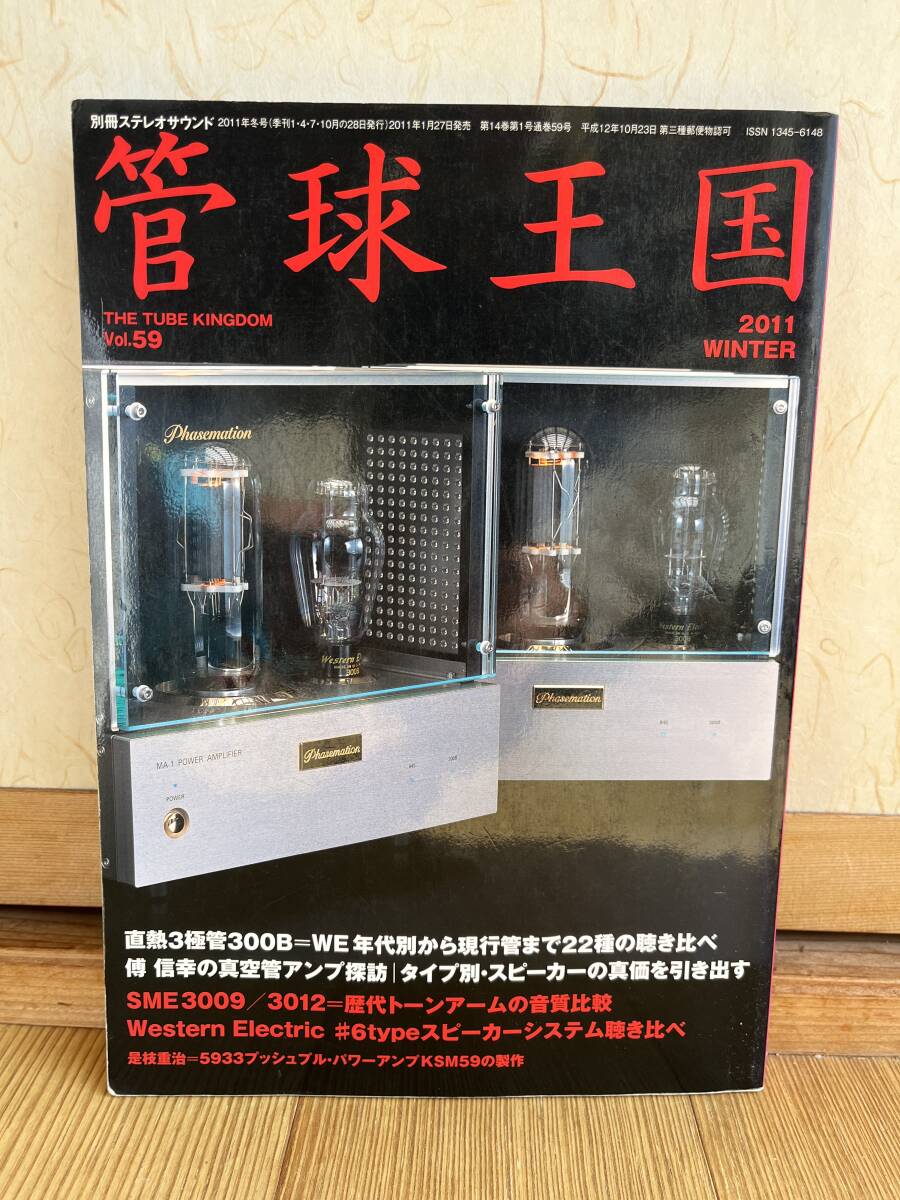 別冊ステレオサウンド 2011年冬号(季刊1・4・7・10月の28日発行)2011年1月27日発売 第14巻第1号通巻59号 平成12年10月23日 第三種郵便物認可 ISSN 1345-6148
管球王国
THE TUBE KINGDOM
Vol.59
2011
WINTER
Phasemation
Western El
300B
Western Elec
300B
Phasemation
845
300B
MA-1 POWER AMPLIFIER
Phasemation
845
300B
POWER
直熱3極管300B=WE年代別から現行管まで22種の聴き比べ
傅 信幸の真空管アンプ探訪|タイプ別・スピーカーの真価を引き出す
SME3009/3012=歴代トーンアームの音質比較
Western Electric #6typeスピーカーシステム聴き比べ
是枝重治=5933プッシュプル・パワーアンプKSM59の製作